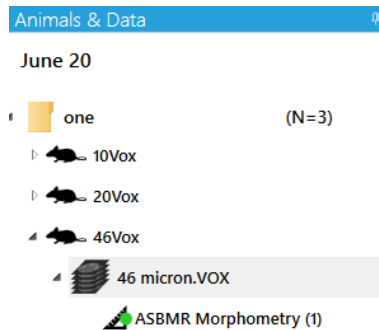 Animals & Data
June 20
one (N=3)
10Vox
20Vox
46Vox
46 micron.VOX
ASBMR Morphometry (1)